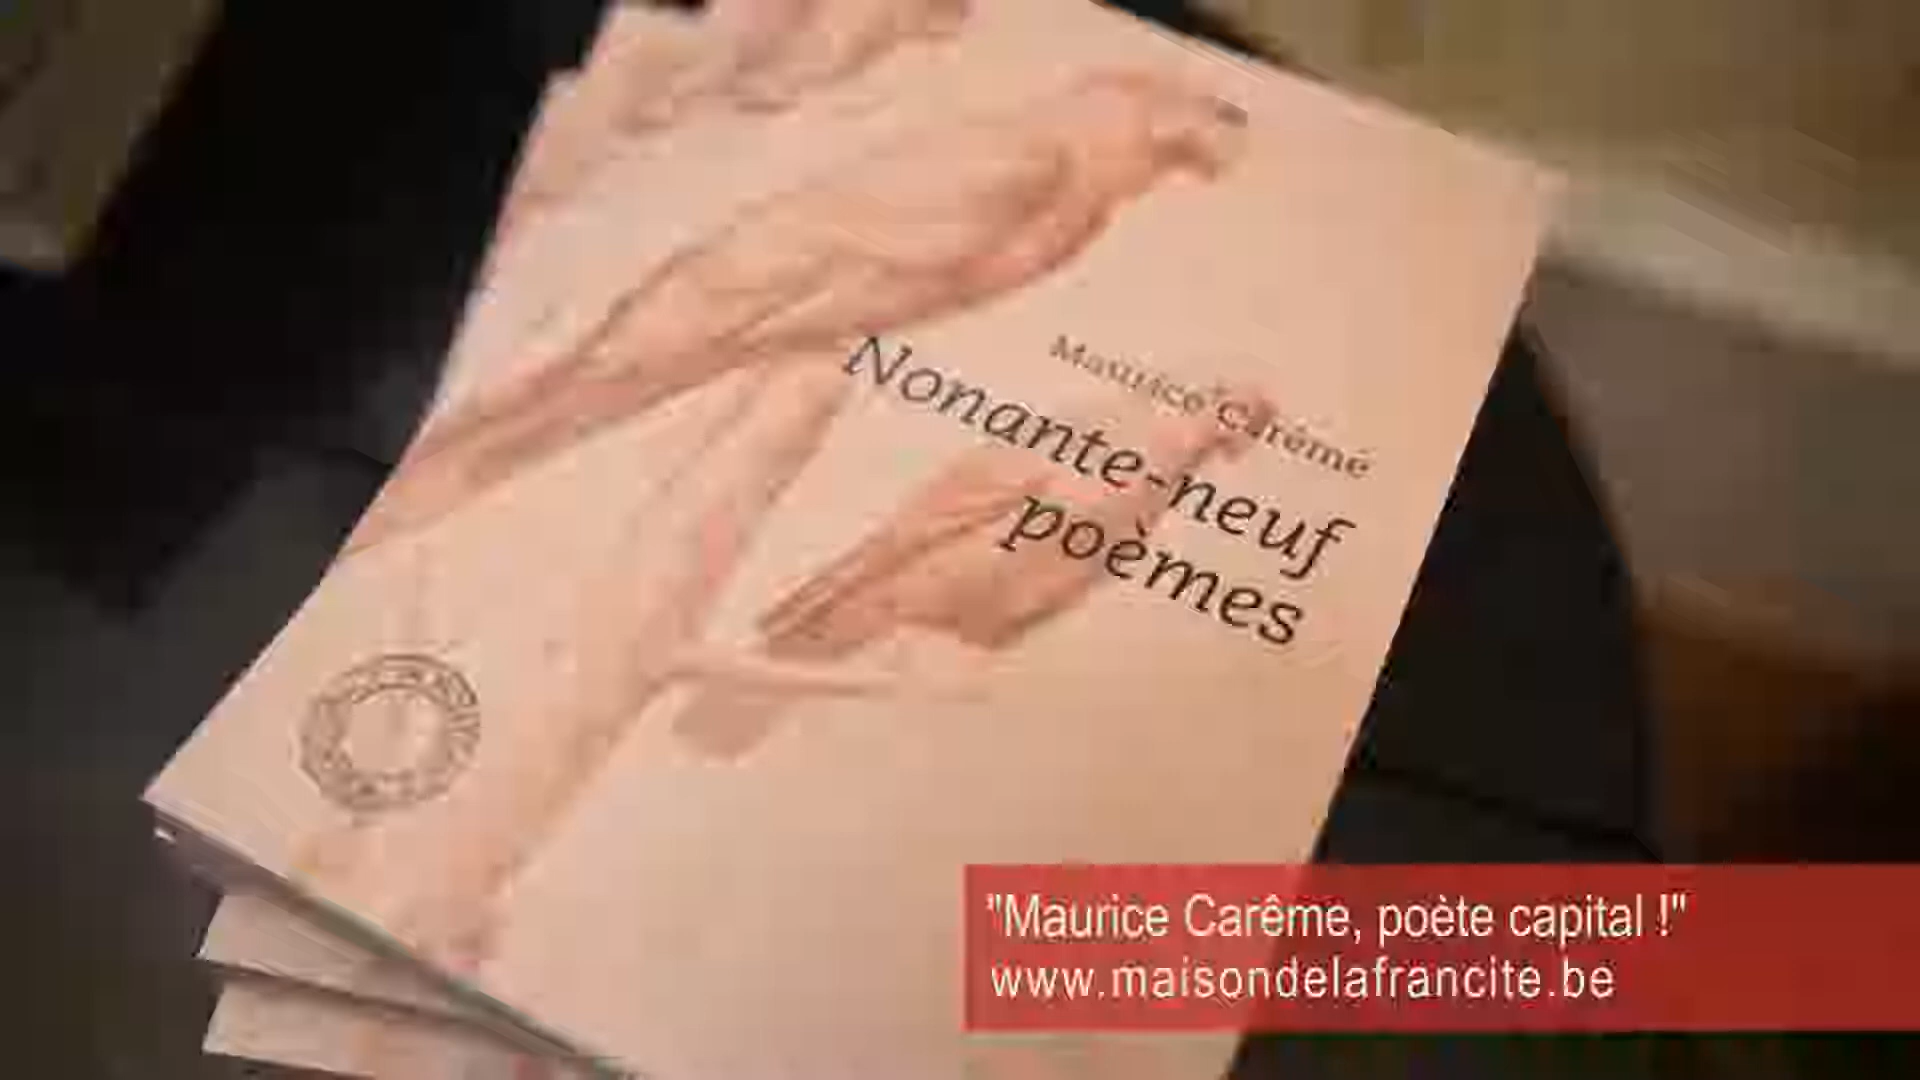 Maurice Carême
Nonante-neuf
poèmes
"Maurice Carême, poète capital !"
www.maisondelafrancite.be